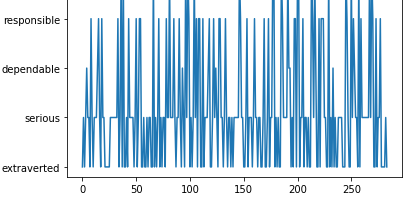 responsible
dependable
serious
extraverted
0 50 100 150 200 250